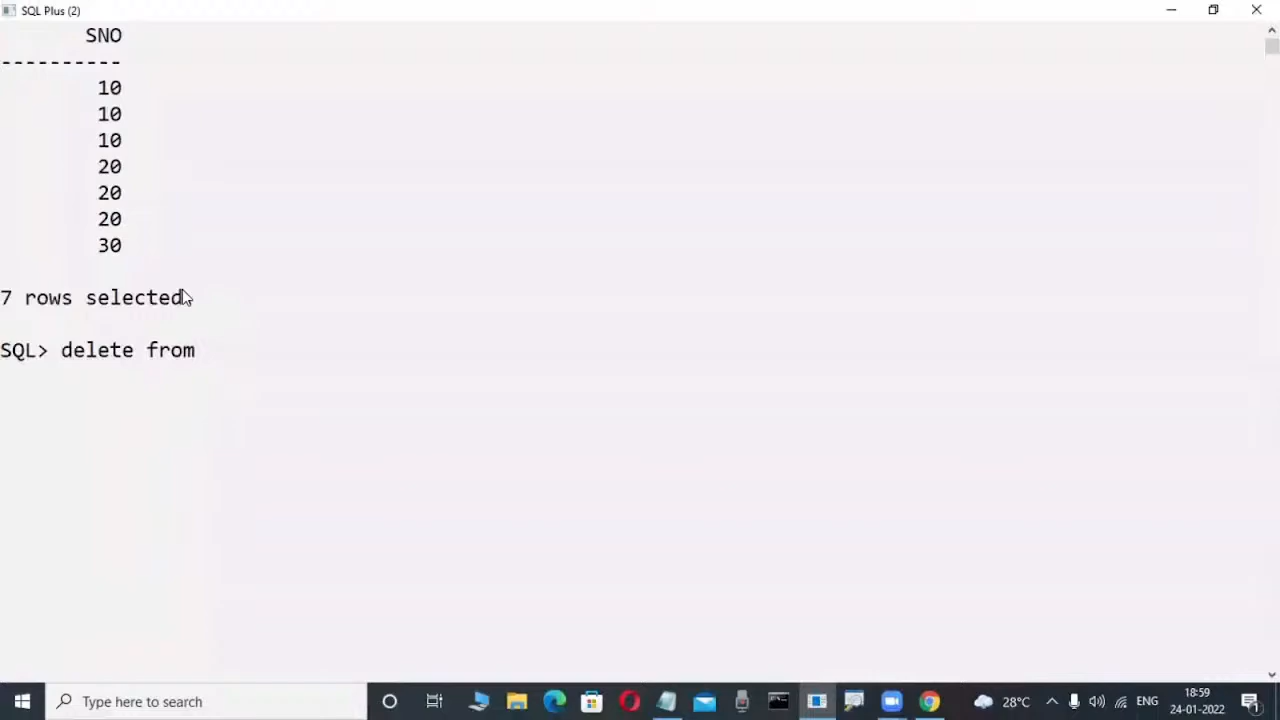 SQL Plus (2)
SNO
----------
10
10
10
20
20
20
30
7 rows selected
SQL> delete from
Type here to search
28°C
ENG
18:59
24-01-2022
1